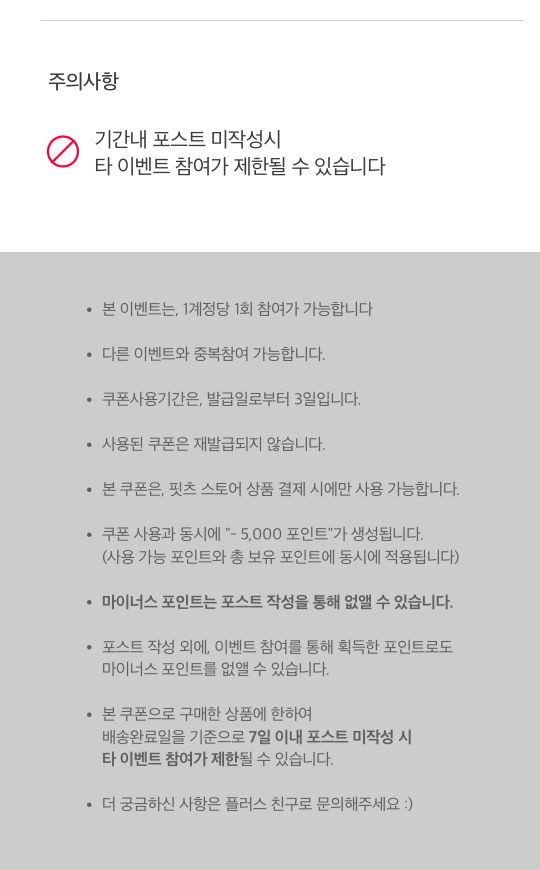 주의사항
기간내 포스트 미작성시
타 이벤트 참여가 제한될 수 있습니다
• 본 이벤트는, 1계정당 1회 참여가 가능합니다
• 다른 이벤트와 중복참여 가능합니다.
• 쿠폰사용기간은, 발급일로부터 3일입니다.
• 사용된 쿠폰은 재발급되지 않습니다.
• 본 쿠폰은, 핏츠 스토어 상품 결제 시에만 사용 가능합니다.
• 쿠폰 사용과 동시에 "- 5,000 포인트"가 생성됩니다.
(사용 가능 포인트와 총 보유 포인트에 동시에 적용됩니다)
• 마이너스 포인트는 포스트 작성을 통해 없앨 수 있습니다.
• 포스트 작성 외에, 이벤트 참여를 통해 획득한 포인트로도
마이너스 포인트를 없앨 수 있습니다.
• 본 쿠폰으로 구매한 상품에 한하여
배송완료일을 기준으로 7일 이내 포스트 미작성 시
타 이벤트 참여가 제한될 수 있습니다.
• 더 궁금하신 사항은 플러스 친구로 문의해주세요 :)